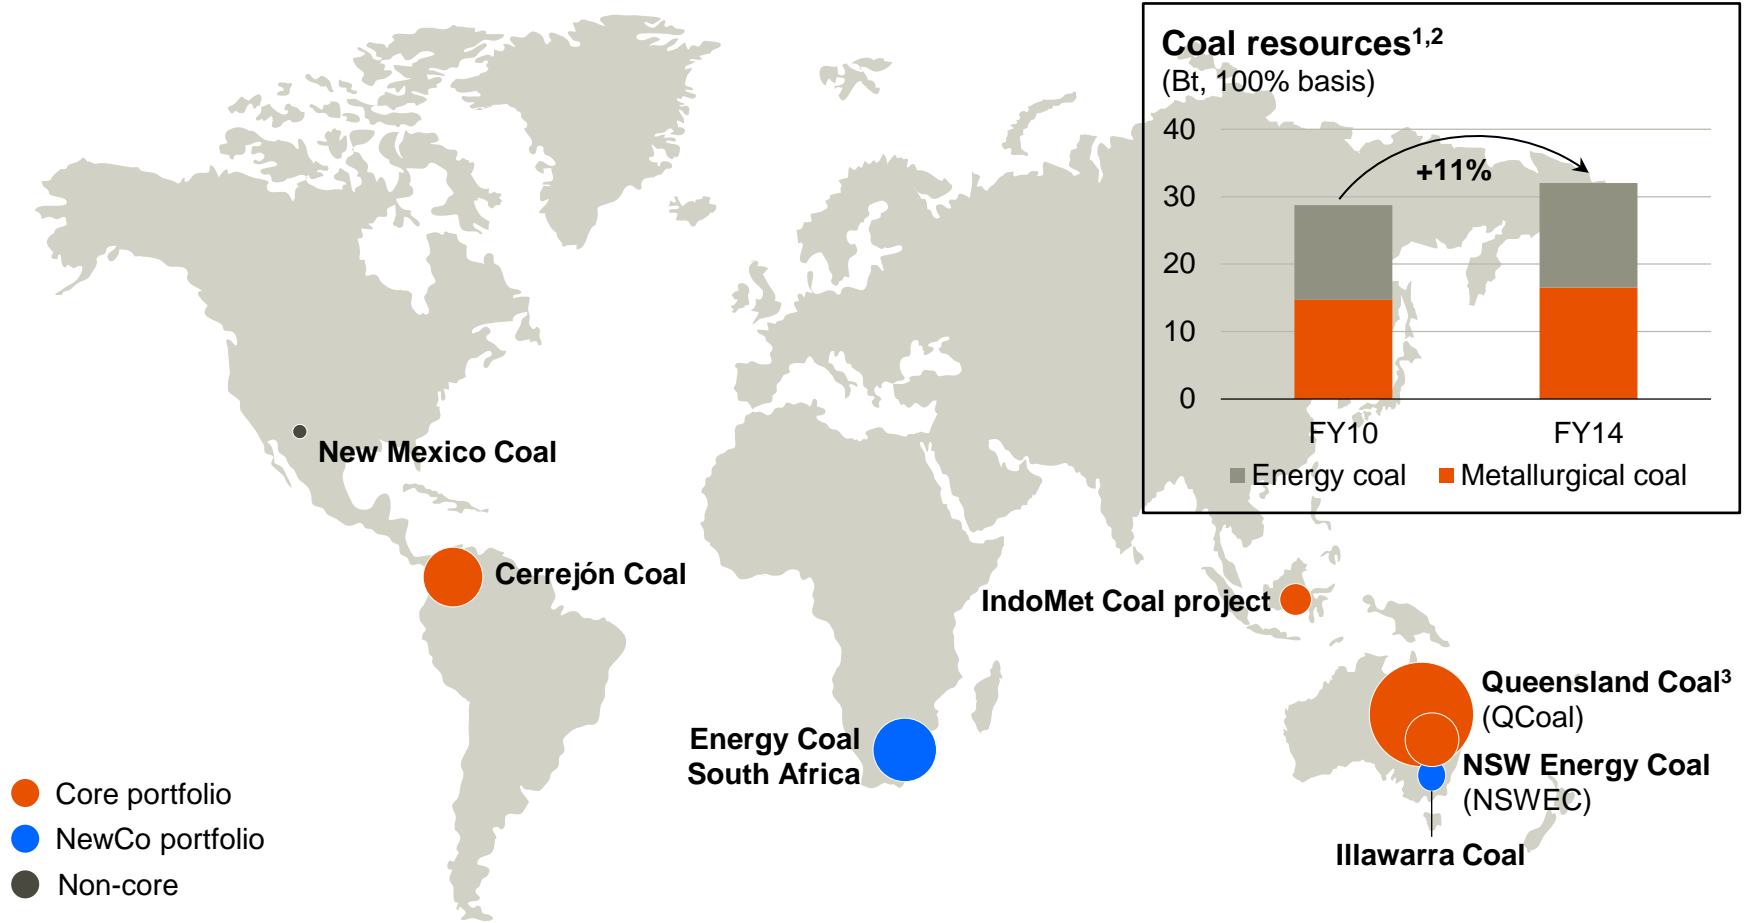 Coal resources1,2
(Bt, 100% basis)
40
30
20
10
0
+11%
FY10
FY14
Energy coal
Metallurgical coal
New Mexico Coal
Cerrejón Coal
IndoMet Coal project
Queensland Coal3
(QCoal)
Energy Coal
South Africa
NSW Energy Coal
(NSWEC)
Illawarra Coal
Core portfolio
NewCo portfolio
Non-core